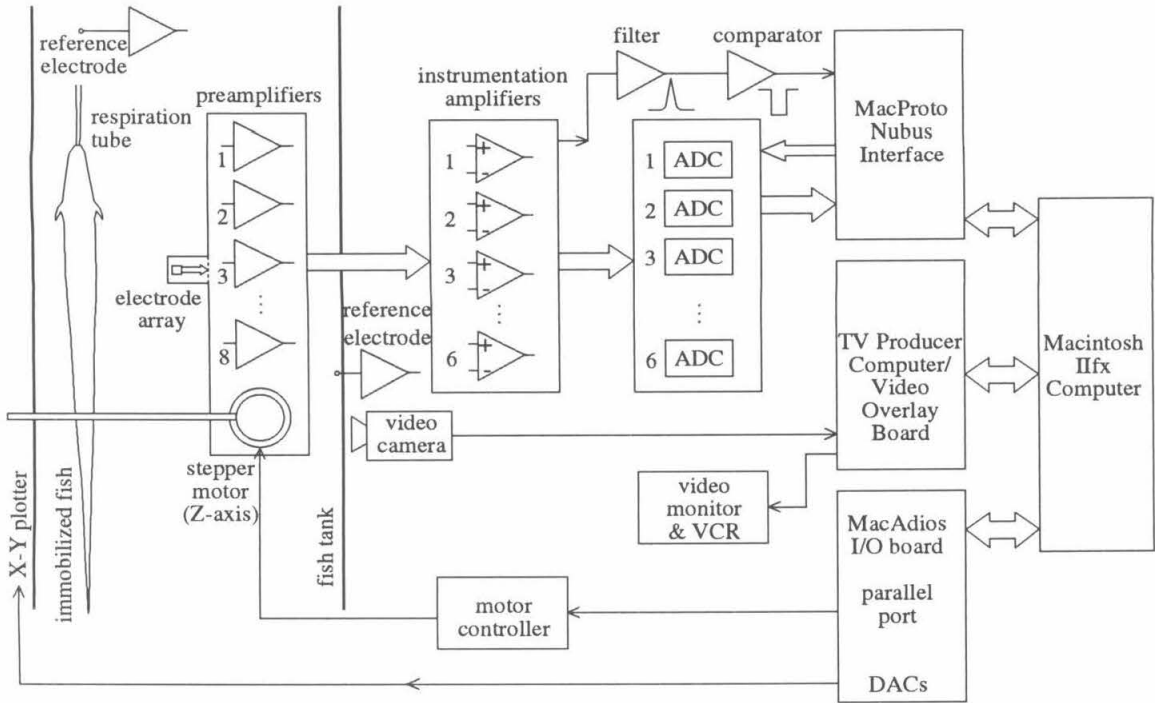 reference
electrode
respiration
tube
preamplifiers
1
2
3
...
8
electrode
array
stepper
motor
(Z-axis)
X-Y plotter
immobilized fish
fish tank
instrumentation
amplifiers
1
+
-
2
+
-
3
+
-
...
6
+
-
reference
electrode
video
camera
filter
comparator
1 ADC
2 ADC
3 ADC
...
6 ADC
MacProto
Nubus
Interface
TV Producer
Computer/
Video
Overlay
Board
Macintosh
IIfx
Computer
video
monitor
& VCR
MacAdios
I/O board
parallel
port
DACs
motor
controller